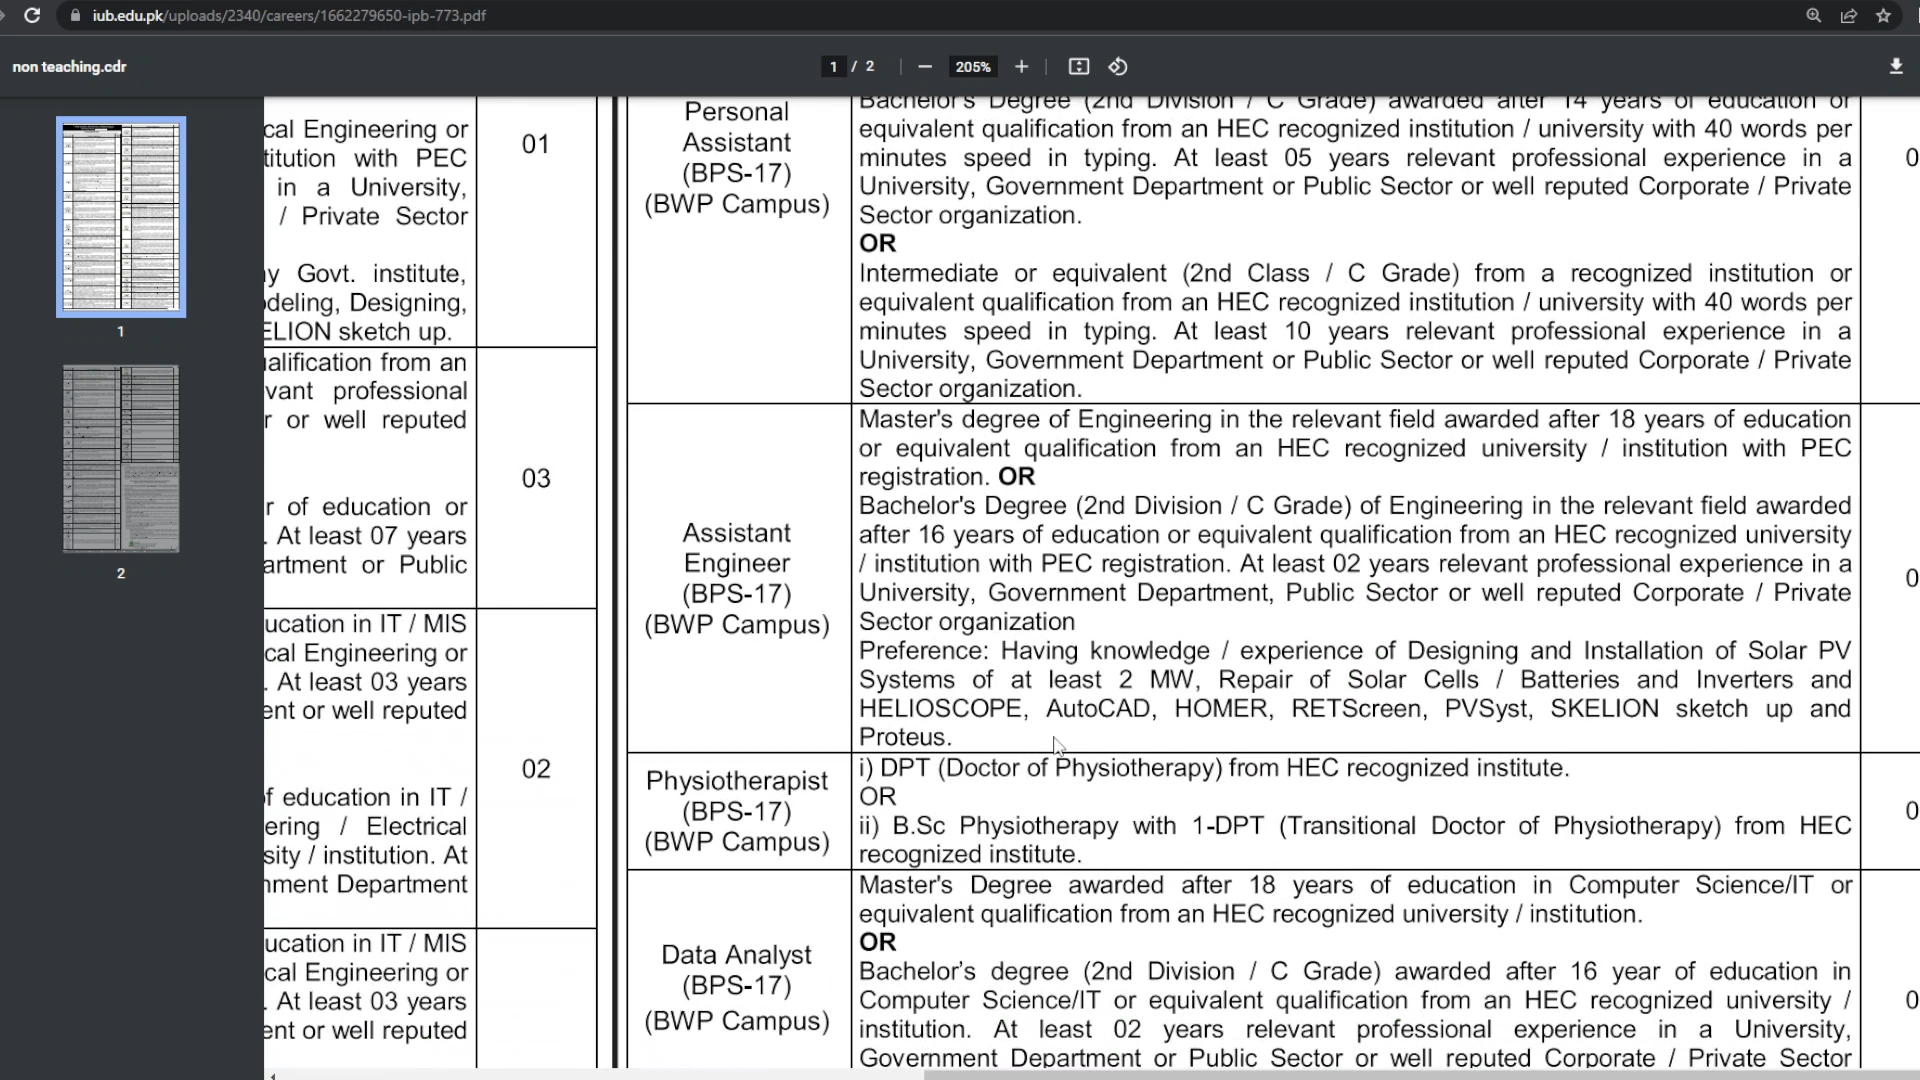 iub.edu.pk/uploads/2340/careers/1662279650-ipb-773.pdf
non teaching.cdr
1 / 2
205%
1
2
cal Engineering or
titution with PEC
in a University,
/ Private Sector
y Govt. institute,
deling, Designing,
ELION sketch up.
01
alification from an
vant professional
r or well reputed
r of education or
. At least 07 years
artment or Public
03
ucation in IT / MIS
cal Engineering or
. At least 03 years
ent or well reputed
f education in IT /
ering / Electrical
sity / institution. At
nment Department
02
ucation in IT / MIS
cal Engineering or
. At least 03 years
ent or well reputed
Personal
Assistant
(BPS-17)
(BWP Campus)
Bachelor's Degree (2nd Division / C Grade) awarded after 14 years of education or
equivalent qualification from an HEC recognized institution / university with 40 words per
minutes speed in typing. At least 05 years relevant professional experience in a
University, Government Department or Public Sector or well reputed Corporate / Private
Sector organization.
OR
Intermediate or equivalent (2nd Class / C Grade) from a recognized institution or
equivalent qualification from an HEC recognized institution / university with 40 words per
minutes speed in typing. At least 10 years relevant professional experience in a
University, Government Department or Public Sector or well reputed Corporate / Private
Sector organization.
0
Assistant
Engineer
(BPS-17)
(BWP Campus)
Master's degree of Engineering in the relevant field awarded after 18 years of education
or equivalent qualification from an HEC recognized university / institution with PEC
registration. OR
Bachelor's Degree (2nd Division / C Grade) of Engineering in the relevant field awarded
after 16 years of education or equivalent qualification from an HEC recognized university
/ institution with PEC registration. At least 02 years relevant professional experience in a
University, Government Department, Public Sector or well reputed Corporate / Private
Sector organization
Preference: Having knowledge / experience of Designing and Installation of Solar PV
Systems of at least 2 MW, Repair of Solar Cells / Batteries and Inverters and
HELIOSCOPE, AutoCAD, HOMER, RETScreen, PVSyst, SKELION sketch up and
Proteus.
0
Physiotherapist
(BPS-17)
(BWP Campus)
i) DPT (Doctor of Physiotherapy) from HEC recognized institute.
OR
ii) B.Sc Physiotherapy with 1-DPT (Transitional Doctor of Physiotherapy) from HEC
recognized institute.
0
Data Analyst
(BPS-17)
(BWP Campus)
Master's Degree awarded after 18 years of education in Computer Science/IT or
equivalent qualification from an HEC recognized university / institution.
OR
Bachelor's degree (2nd Division / C Grade) awarded after 16 year of education in
Computer Science/IT or equivalent qualification from an HEC recognized university /
institution. At least 02 years relevant professional experience in a University,
Government Department or Public Sector or well reputed Corporate / Private Sector
0